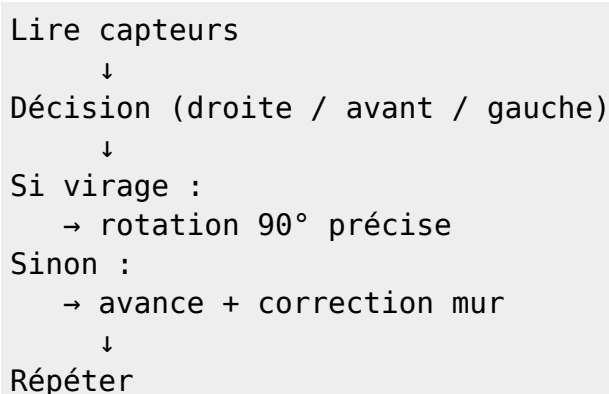 Lire capteurs
↓
Décision (droite / avant / gauche)
↓
Si virage :
→ rotation 90° précise
Sinon :
→ avance + correction mur
↓
Répéter